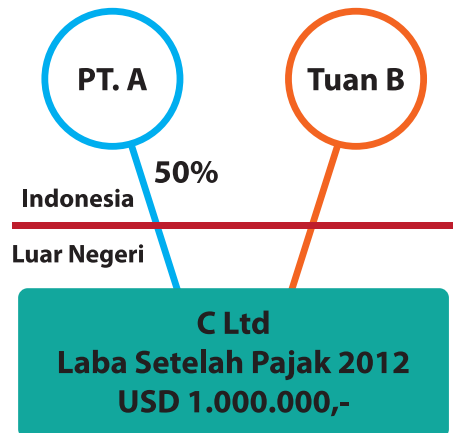 PT. A
Tuan B
50%
Indonesia
Luar Negeri
C Ltd
Laba Setelah Pajak 2012
USD 1.000.000,-